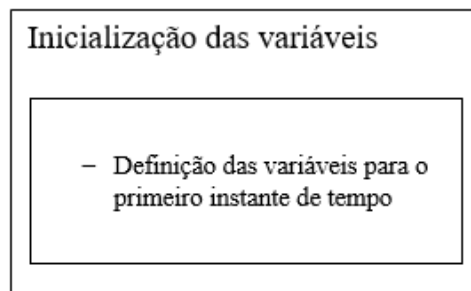 Inicialização das variáveis
– Definição das variáveis para o
primeiro instante de tempo